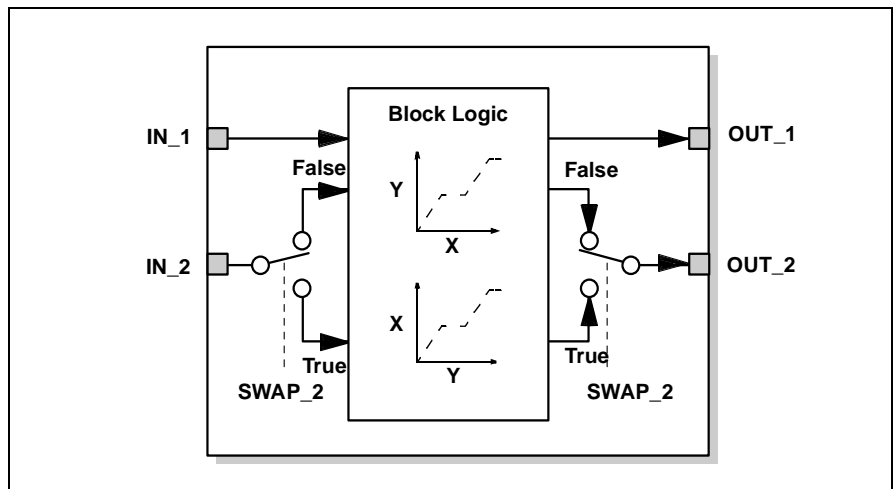 Block Logic
IN_1
OUT_1
False
False
Y
X
IN_2
OUT_2
X
Y
True
True
SWAP_2
SWAP_2